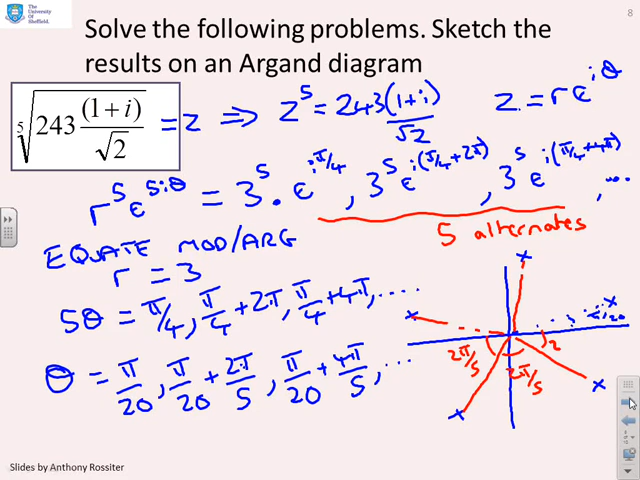 The University Of Sheffield.
8
Solve the following problems. Sketch the results on an Argand diagram
⁵√(243 (1+i)/√2) = z ⟹ z⁵ = 243(1+i)/√2   z = re^{iθ}
r⁵e^{5iθ} = 3⁵·e^{iπ/4}, 3⁵e^{i(π/4+2π)}, 3⁵e^{i(π/4+4π)}, ....
5 alternates
EQUATE MOD/ARG
r = 3
5θ = π/4, π/4 + 2π, π/4 + 4π, ....
θ = π/20, π/20 + 2π/5, π/20 + 4π/5, ...
x
x
x
2π/5
2π/5
x
x
Slides by Anthony Rossiter